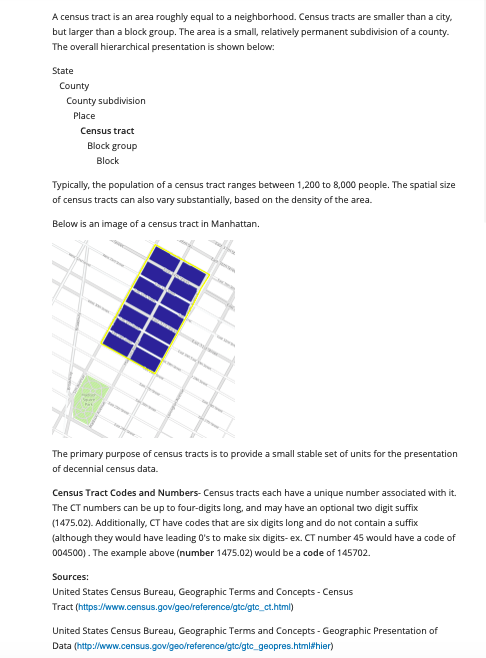 A census tract is an area roughly equal to a neighborhood. Census tracts are smaller than a city,
but larger than a block group. The area is a small, relatively permanent subdivision of a county.
The overall hierarchical presentation is shown below:
State
County
County subdivision
Place
Census tract
Block group
Block
Typically, the population of a census tract ranges between 1,200 to 8,000 people. The spatial size
of census tracts can also vary substantially, based on the density of the area.
Below is an image of a census tract in Manhattan.
The primary purpose of census tracts is to provide a small stable set of units for the presentation
of decennial census data.
Census Tract Codes and Numbers- Census tracts each have a unique number associated with it.
The CT numbers can be up to four-digits long, and may have an optional two digit suffix
(1475.02). Additionally, CT have codes that are six digits long and do not contain a suffix
(although they would have leading 0's to make six digits- ex. CT number 45 would have a code of
004500) . The example above (number 1475.02) would be a code of 145702.
Sources:
United States Census Bureau, Geographic Terms and Concepts - Census
Tract (https://www.census.gov/geo/reference/gtc/gtc_ct.html)
United States Census Bureau, Geographic Terms and Concepts - Geographic Presentation of
Data (http://www.census.gov/geo/reference/gtc/gtc_geopres.html#hier)